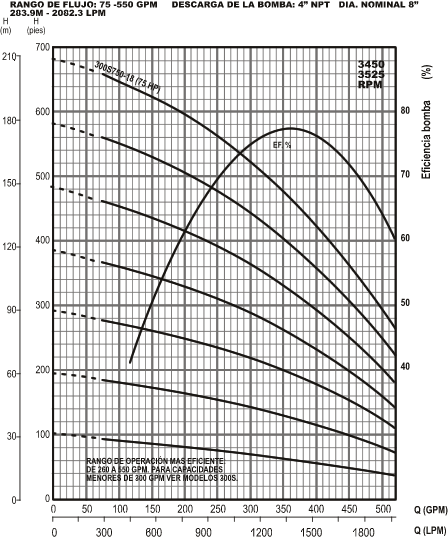 RANGO DE FLUJO: 75 -550 GPM DESCARGA DE LA BOMBA: 4” NPT DIA. NOMINAL 8”
283.9M - 2082.3 LPM
H H
(m) (pies)
210 700
180 600
150 500
120 400
90 300
60 200
30 100
0 0
300S750-18 (75 HP)
EF. %
3450
3525
RPM
80
70
60
50
40
Eficiencia bomba (%)
RANGO DE OPERACIÓN MAS EFICIENTE.
DE 260 A 550 GPM. PARA CAPACIDADES
MENORES DE 300 GPM VER MODELOS 300S.
0 50 100 150 200 250 300 350 400 450 500 Q (GPM)
0 300 600 900 1200 1500 1800 Q (LPM)